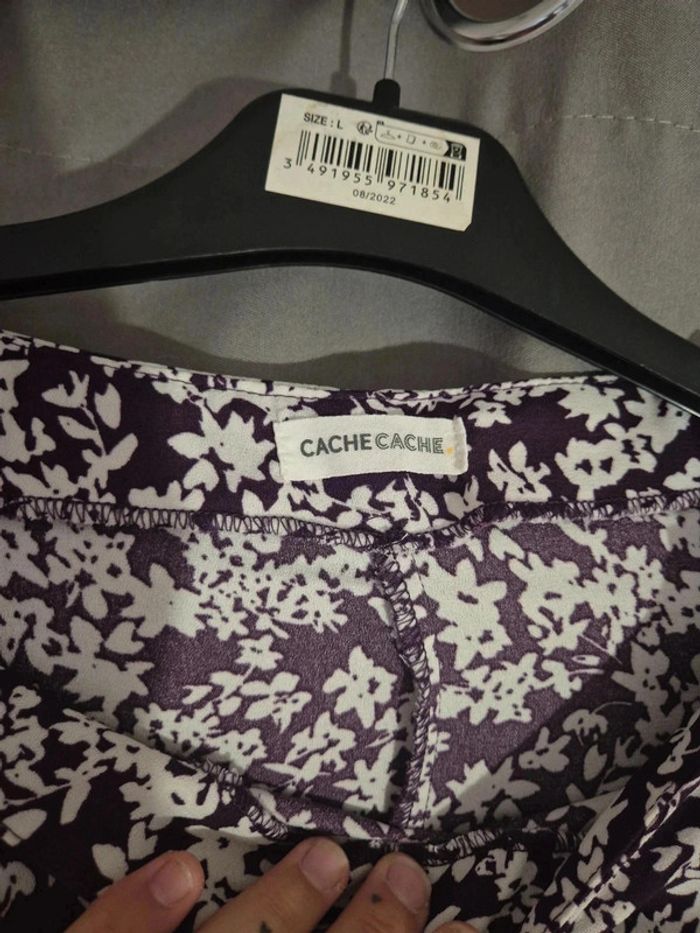 SIZE : L
3 491955 971854
08/2022
CACHE CACHE.